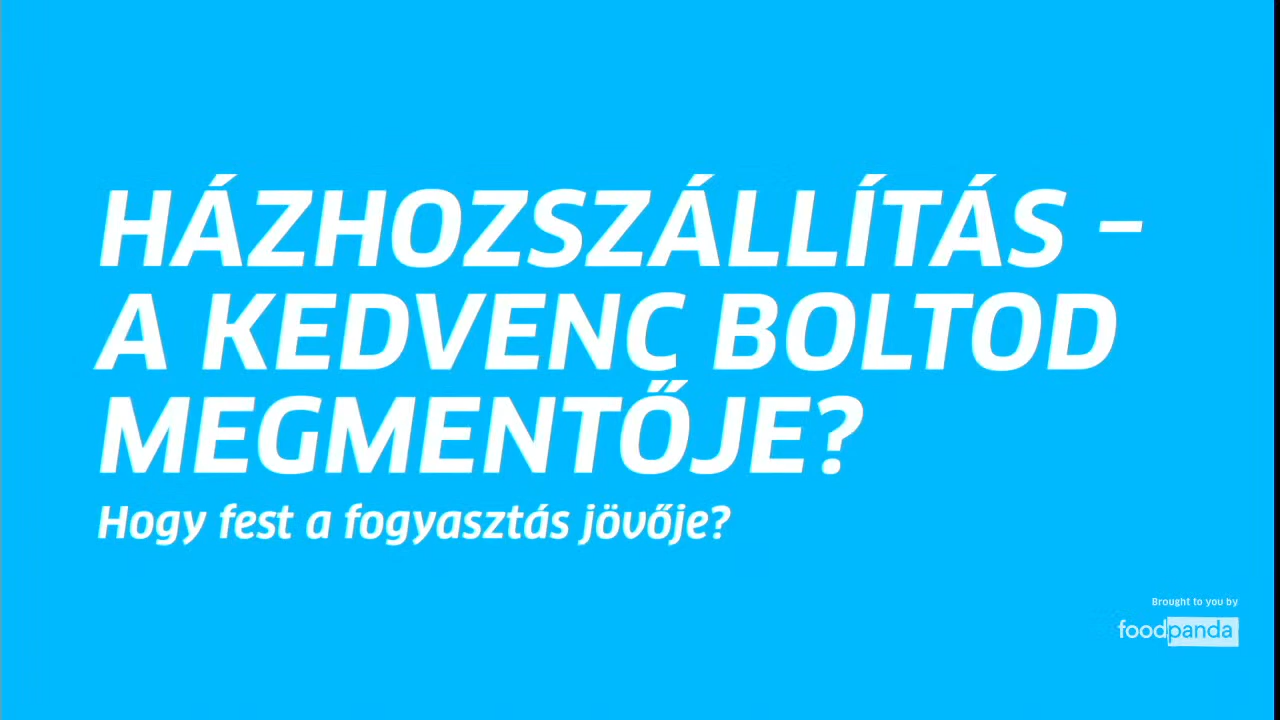 HÁZHOZSZÁLLÍTÁS –
A KEDVENC BOLTOD
MEGMENTŐJE?
Hogy fest a fogyasztás jövője?
Brought to you by
foodpanda